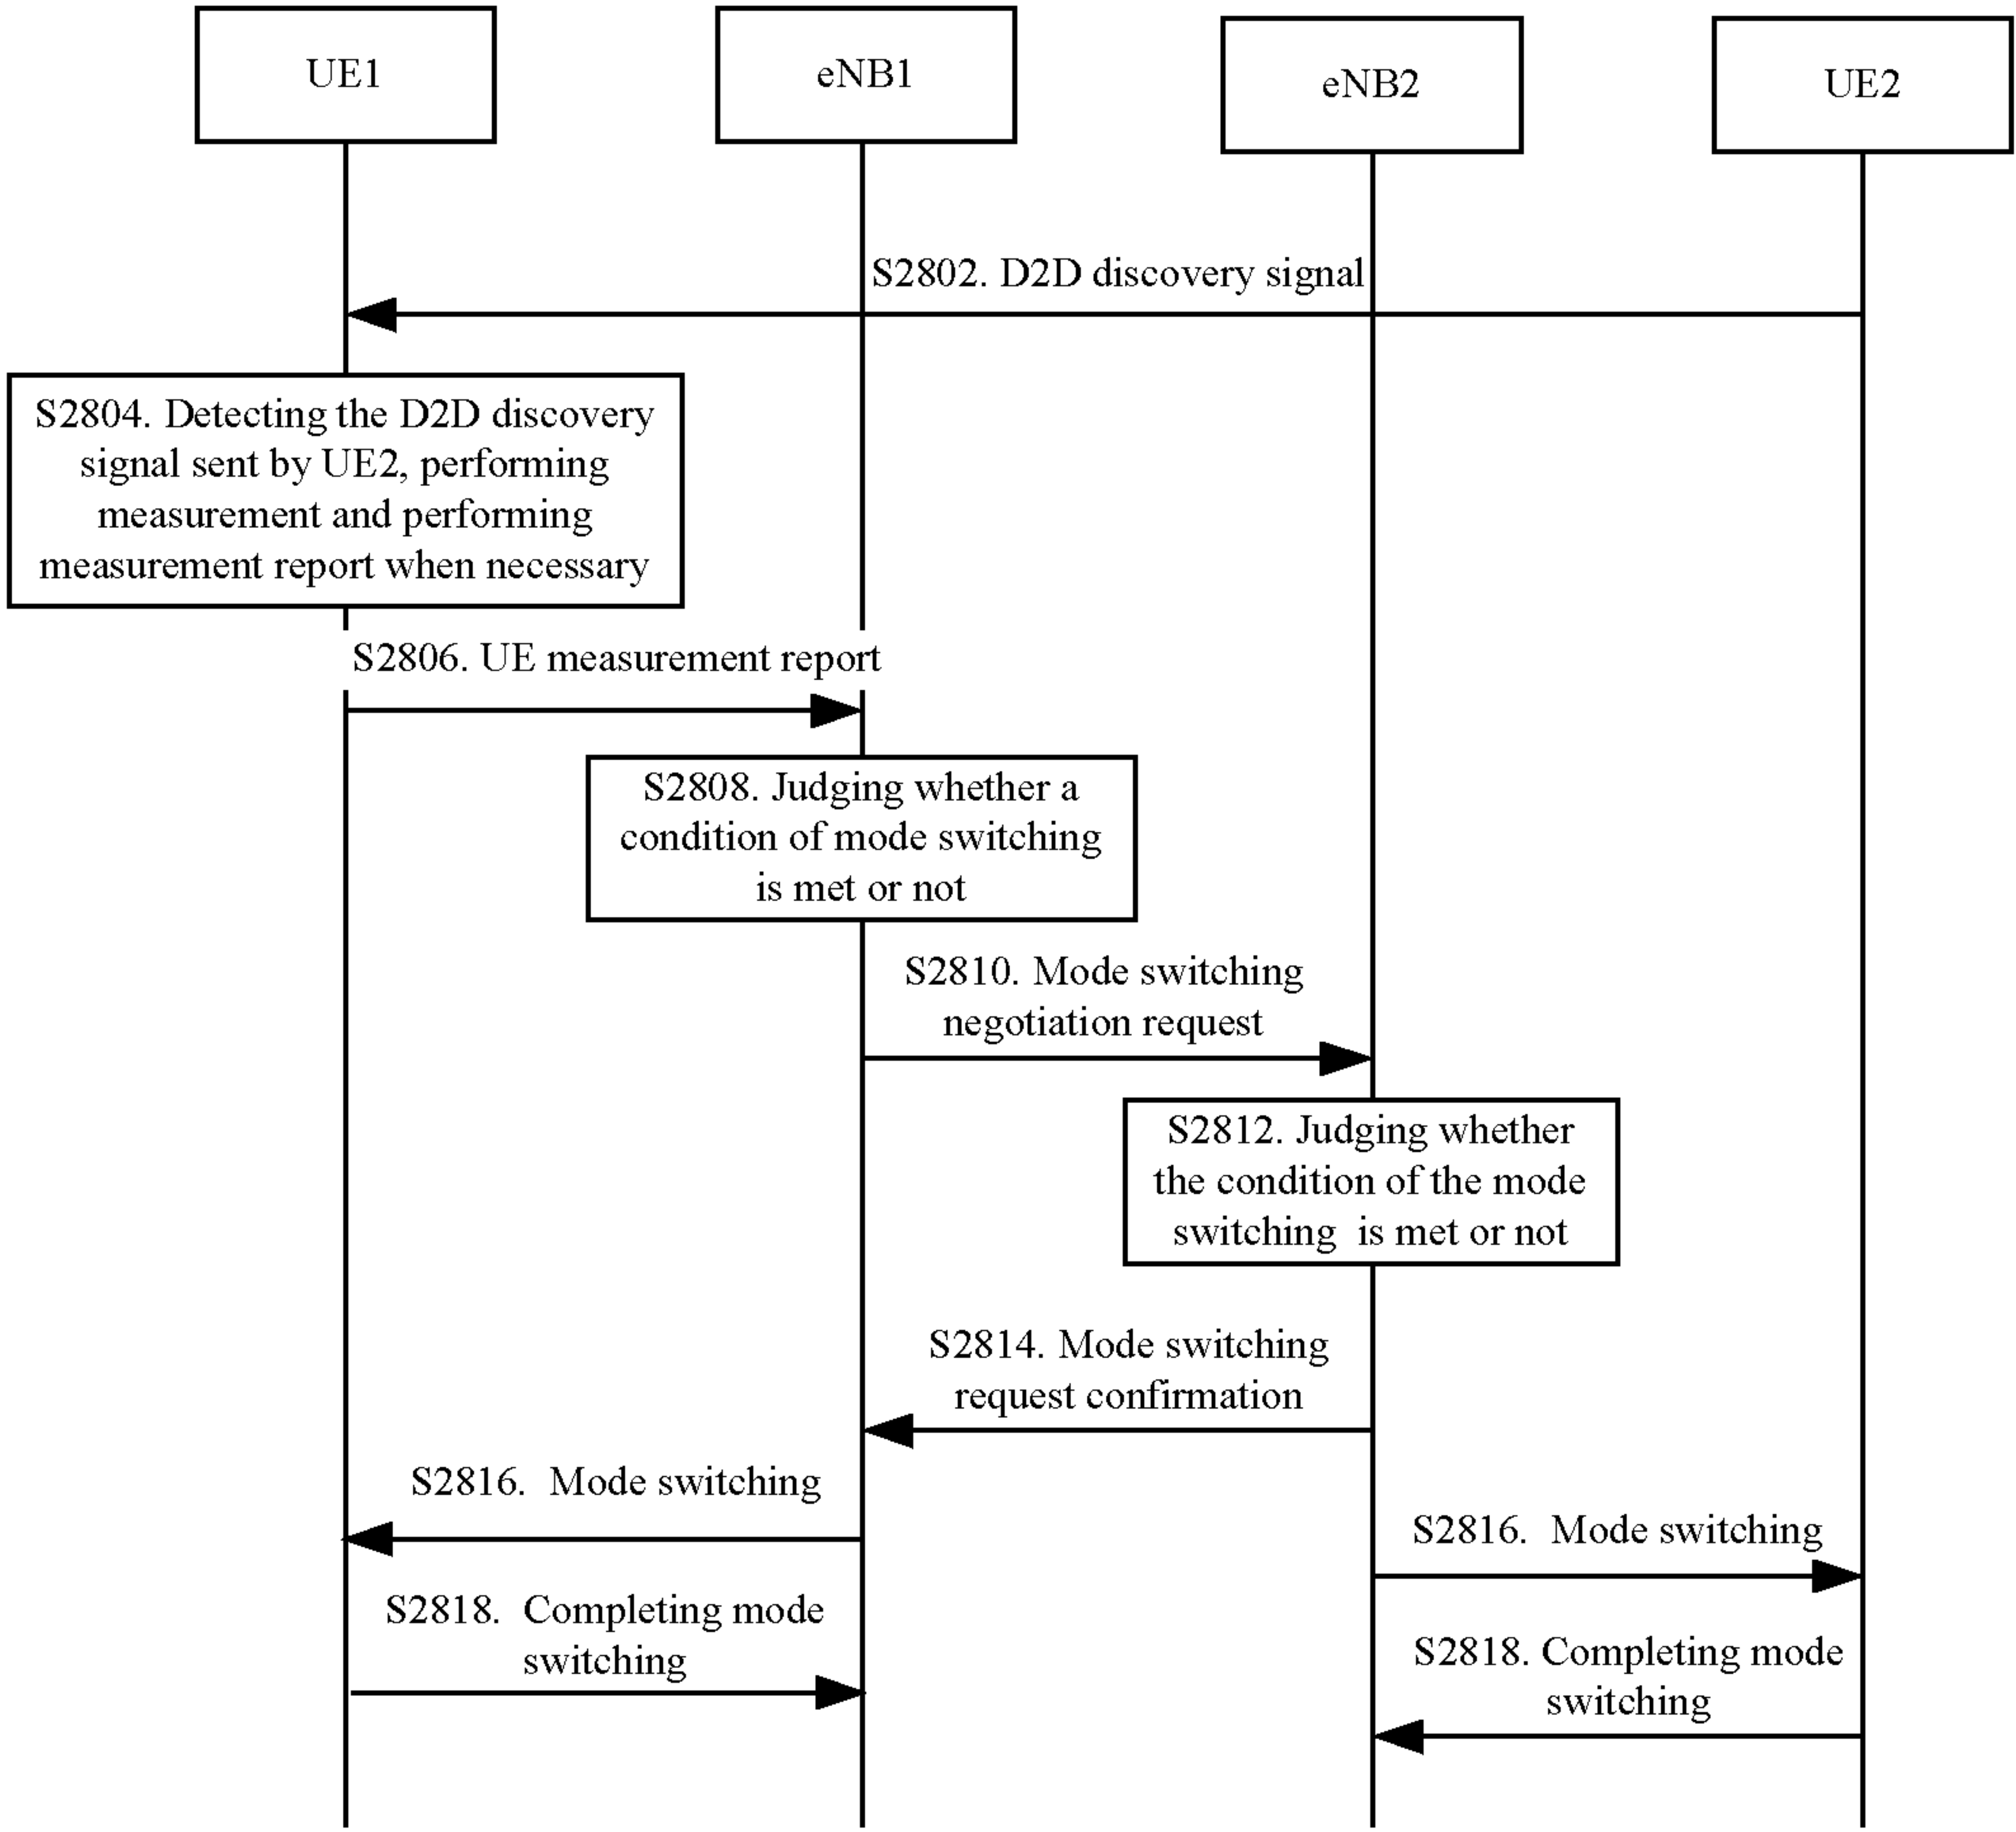 UE1
eNB1
eNB2
UE2
S2802. D2D discovery signal
S2804. Detecting the D2D discovery
signal sent by UE2, performing
measurement and performing
measurement report when necessary
S2806. UE measurement report
S2808. Judging whether a
condition of mode switching
is met or not
S2810. Mode switching
negotiation request
S2812. Judging whether
the condition of the mode
switching is met or not
S2814. Mode switching
request confirmation
S2816. Mode switching
S2816. Mode switching
S2818. Completing mode
switching
S2818. Completing mode
switching